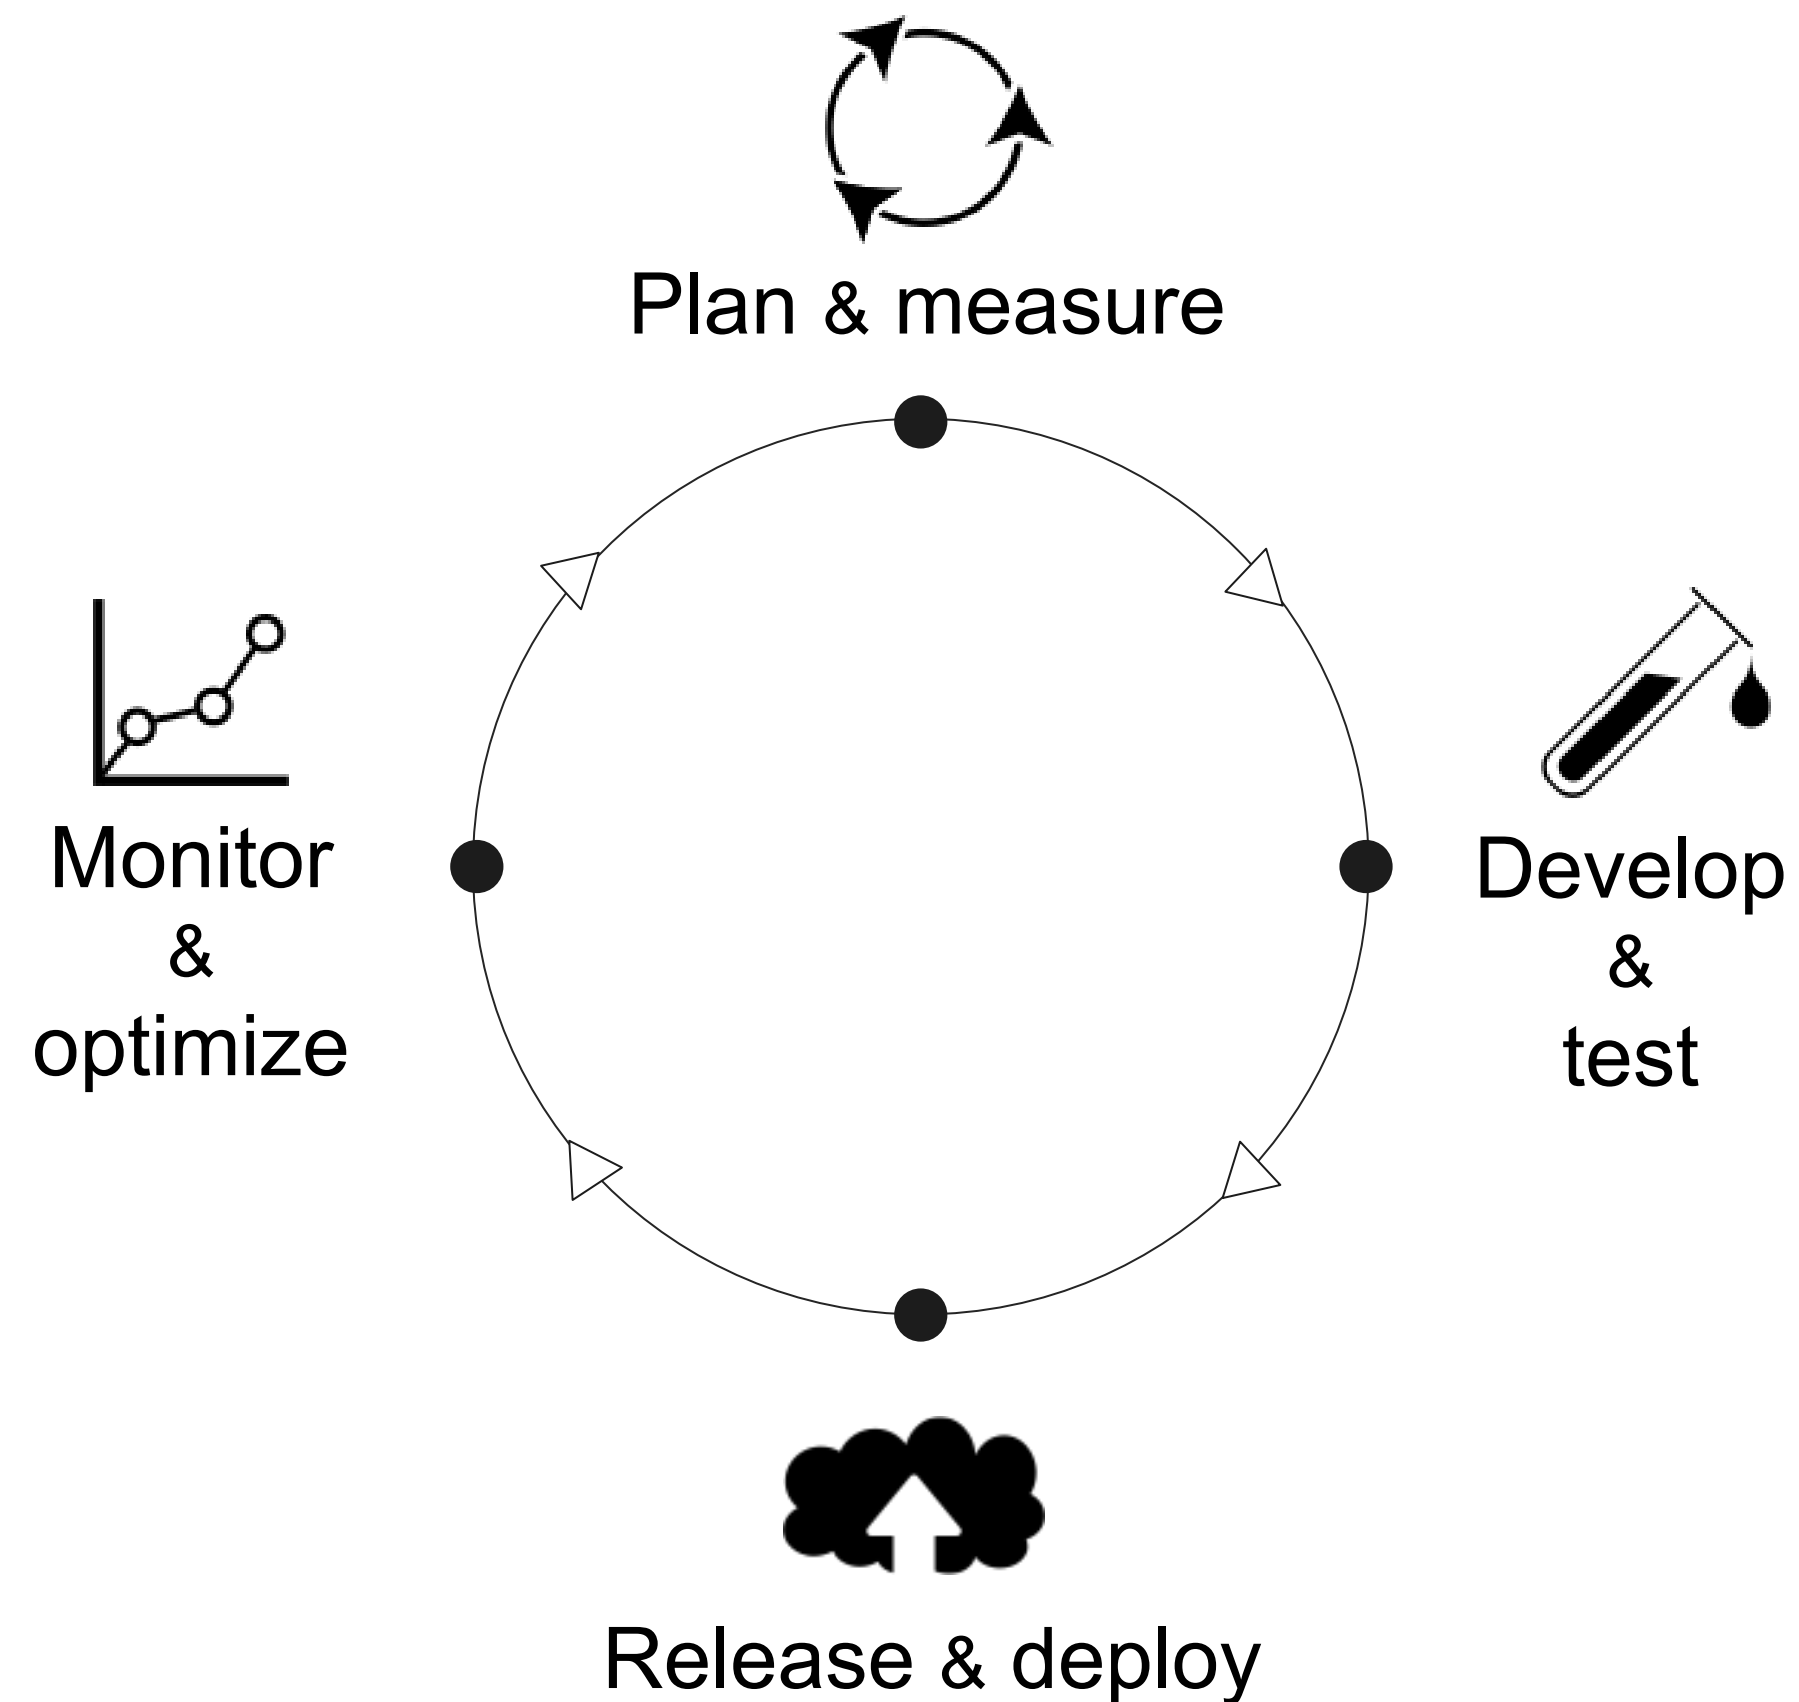 Plan & measure
Monitor
&
optimize
Develop
&
test
Release & deploy